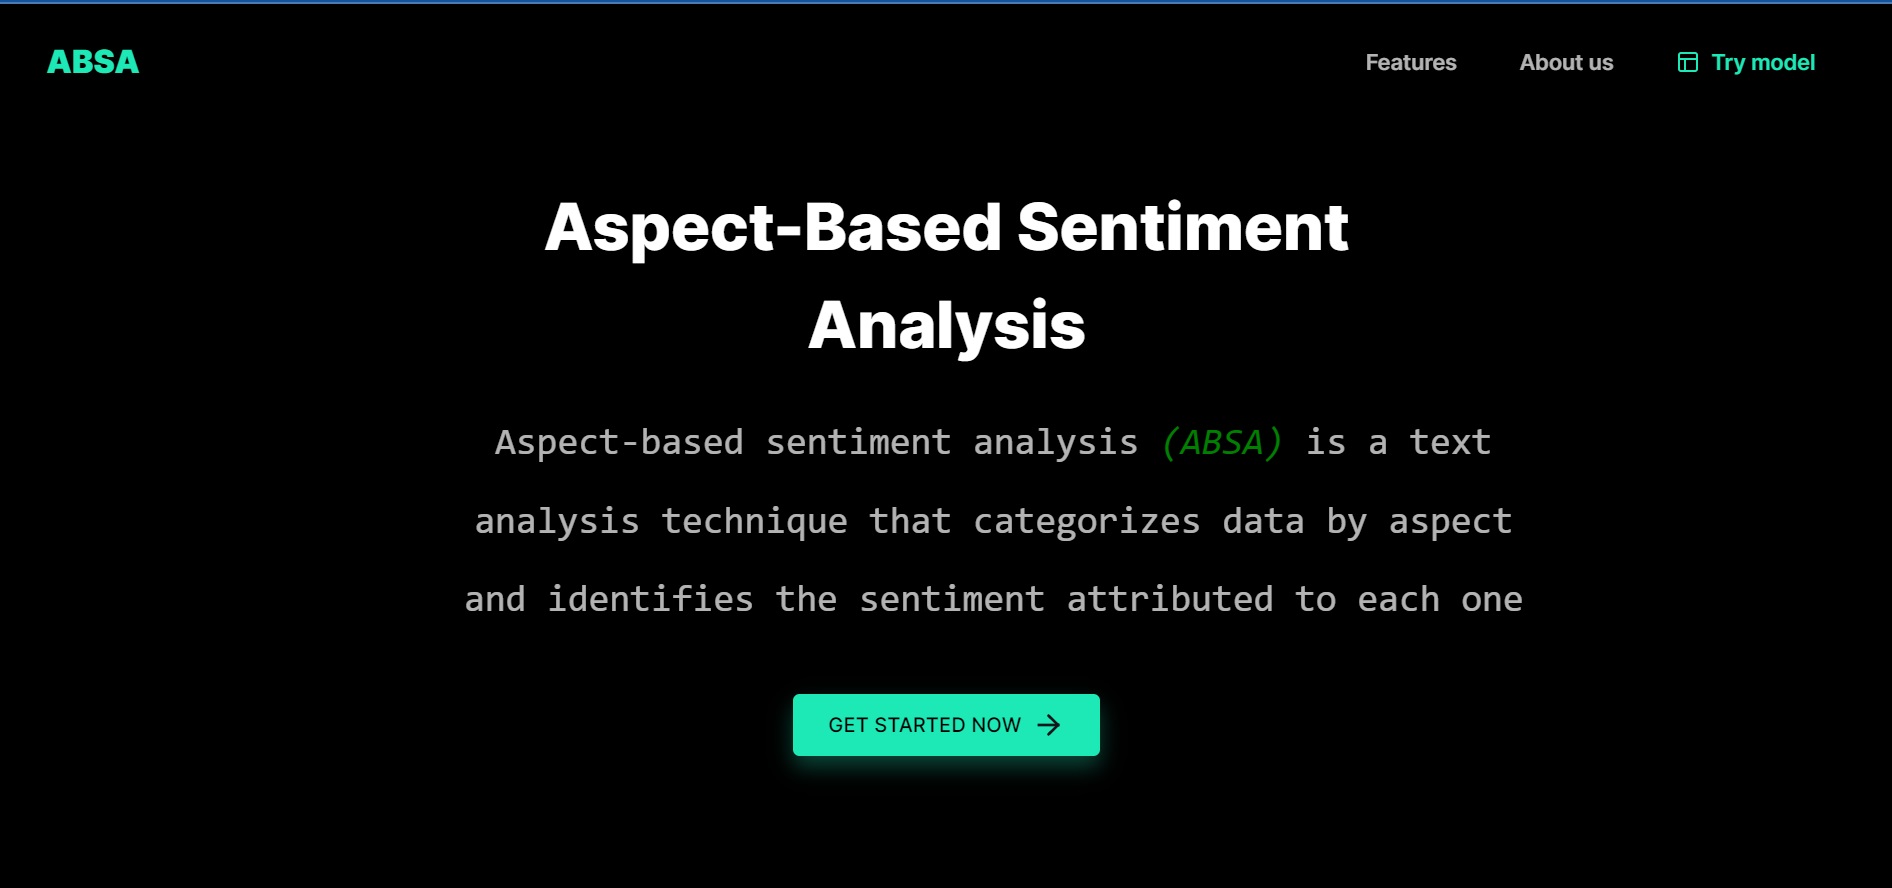 ABSA
Features
About us
Try model
Aspect-Based Sentiment
Analysis
Aspect-based sentiment analysis (ABSA) is a text
analysis technique that categorizes data by aspect
and identifies the sentiment attributed to each one
GET STARTED NOW